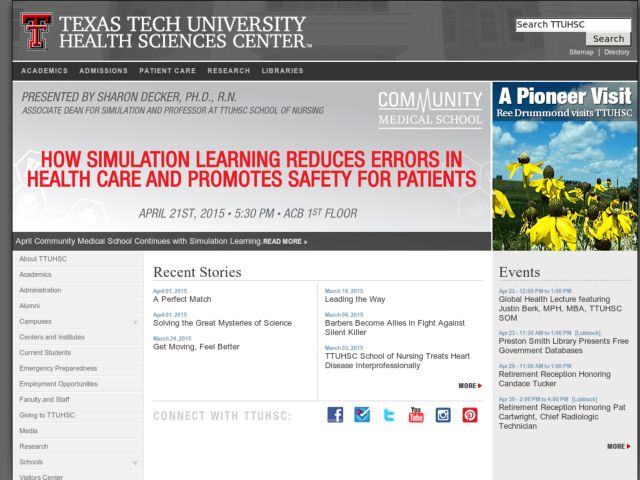 TEXAS TECH UNIVERSITY
HEALTH SCIENCES CENTER™
Search TTUHSC
Search
Sitemap | Directory
ACADEMICS ADMISSIONS PATIENT CARE RESEARCH LIBRARIES
PRESENTED BY SHARON DECKER, PH.D., R.N.
ASSOCIATE DEAN FOR SIMULATION AND PROFESSOR AT TTUHSC SCHOOL OF NURSING
COMMUNITY
MEDICAL SCHOOL
HOW SIMULATION LEARNING REDUCES ERRORS IN
HEALTH CARE AND PROMOTES SAFETY FOR PATIENTS
APRIL 21ST, 2015 • 5:30 PM • ACB 1ST FLOOR
April Community Medical School Continues with Simulation Learning.READ MORE »
A Pioneer Visit
Ree Drummond visits TTUHSC
About TTUHSC
Academics
Administration
Alumni
Campuses
Centers and Institutes
Current Students
Emergency Preparedness
Employment Opportunities
Faculty and Staff
Giving to TTUHSC
Media
Research
Schools
Visitors Center
Recent Stories
April 01, 2015
A Perfect Match
April 01, 2015
Solving the Great Mysteries of Science
March 24, 2015
Get Moving, Feel Better
March 19, 2015
Leading the Way
March 04, 2015
Barbers Become Allies in Fight Against
Silent Killer
March 03, 2015
TTUHSC School of Nursing Treats Heart
Disease Interprofessionally
MORE
CONNECT WITH TTUHSC:
You
Tube
Events
Apr 22 - 12:00 PM to 1:00 PM
Global Health Lecture featuring
Justin Berk, MPH, MBA, TTUHSC
SOM
Apr 23 - 11:30 AM to 1:00 PM [Lubbock]
Preston Smith Library Presents Free
Government Databases
Apr 29 - 11:00 AM to 1:00 PM
Retirement Reception Honoring
Candace Tucker
Apr 30 - 2:00 PM to 4:00 PM [Lubbock]
Retirement Reception Honoring Pat
Cartwright, Chief Radiologic
Technician
MORE